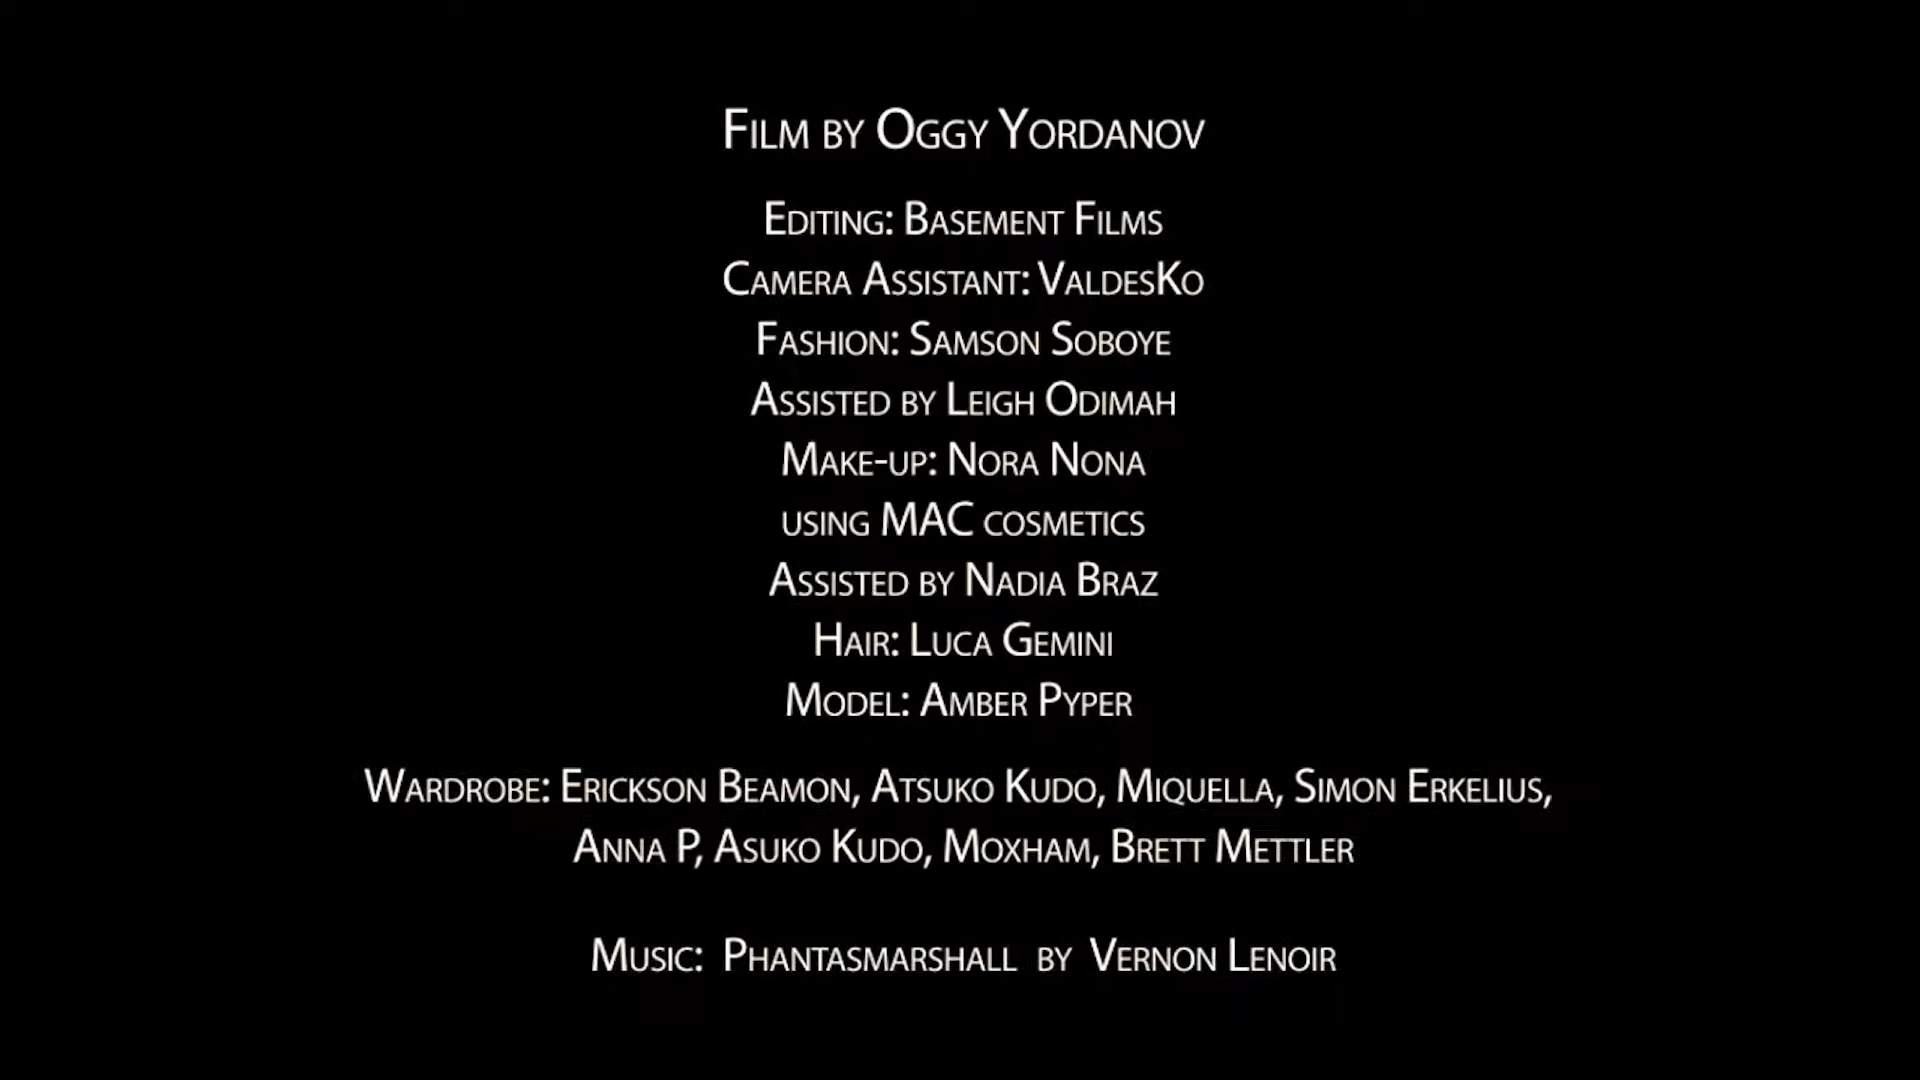 Film by Oggy Yordanov
Editing: Basement Films
Camera Assistant: ValdesKo
Fashion: Samson Soboye
Assisted by Leigh Odimah
Make-up: Nora Nona
using MAC cosmetics
Assisted by Nadia Braz
Hair: Luca Gemini
Model: Amber Pyper
Wardrobe: Erickson Beamon, Atsuko Kudo, Miquella, Simon Erkelius,
Anna P, Asuko Kudo, Moxham, Brett Mettler
Music: Phantasmarshall by Vernon Lenoir